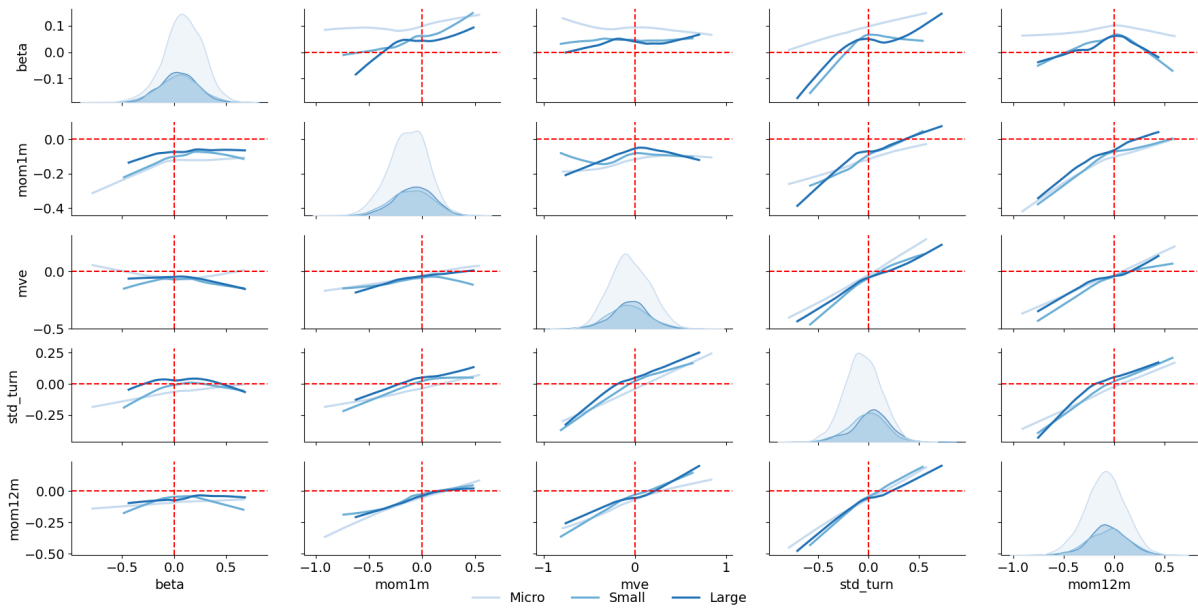 beta
0.1
0.0
−0.1
mom1m
0.0
−0.2
−0.4
mve
0.0
−0.5
std_turn
0.25
0.00
−0.25
mom12m
0.00
−0.25
−0.50
−0.5 0.0 0.5
−1.0 −0.5 0.0 0.5
−1 0 1
−0.5 0.0 0.5
−1.0 −0.5 0.0 0.5
beta mom1m mve std_turn mom12m
Micro Small Large